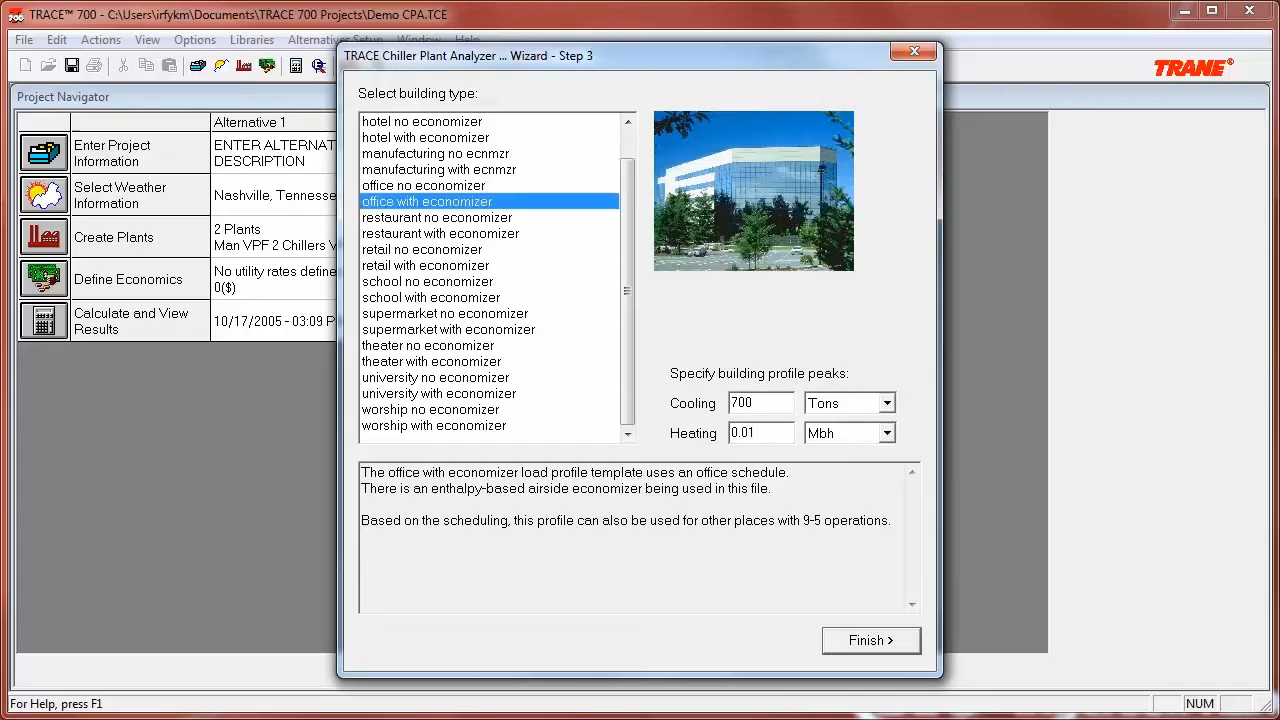 TRACE™ 700 - C:\Users\irfykm\Documents\TRACE 700 Projects\Demo CPA.TCE
File Edit Actions View Options Libraries Alternatives Setup Window Help
TRACE Chiller Plant Analyzer ... Wizard - Step 3
TRANE®
Project Navigator
Alternative 1
Enter Project
Information
ENTER ALTERNAT
DESCRIPTION
Select Weather
Information
Nashville, Tennesse
Create Plants
2 Plants
Man VPF 2 Chillers V
Define Economics
No utility rates define
0($)
Calculate and View
Results
10/17/2005 - 03:09 P
Select building type:
hotel no economizer
hotel with economizer
manufacturing no ecnmzr
manufacturing with ecnmzr
office no economizer
office with economizer
restaurant no economizer
restaurant with economizer
retail no economizer
retail with economizer
school no economizer
school with economizer
supermarket no economizer
supermarket with economizer
theater no economizer
theater with economizer
university no economizer
university with economizer
worship no economizer
worship with economizer
Specify building profile peaks:
Cooling 700 Tons
Heating 0.01 Mbh
The office with economizer load profile template uses an office schedule.
There is an enthalpy-based airside economizer being used in this file.
Based on the scheduling, this profile can also be used for other places with 9-5 operations.
Finish >
For Help, press F1
NUM